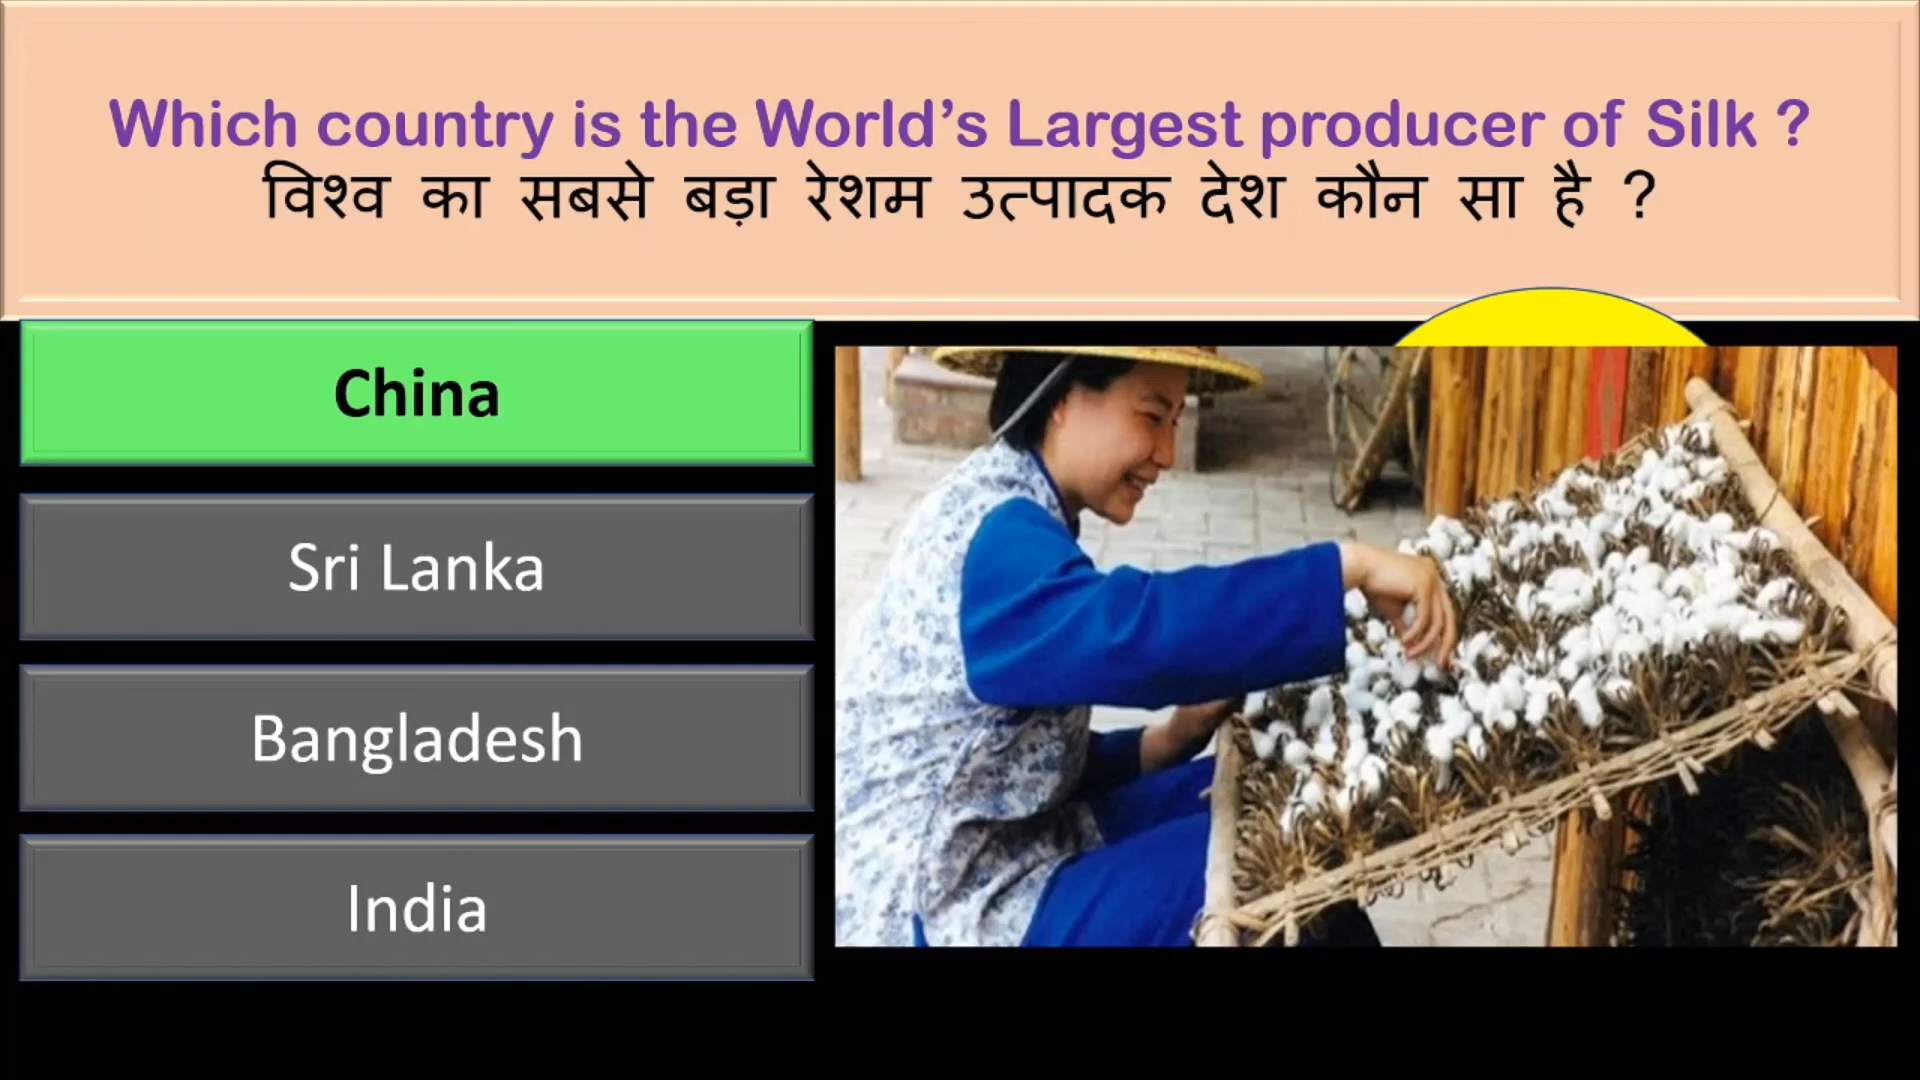 Which country is the World’s Largest producer of Silk ?
विश्व का सबसे बड़ा रेशम उत्पादक देश कौन सा है ?
China
Sri Lanka
Bangladesh
India